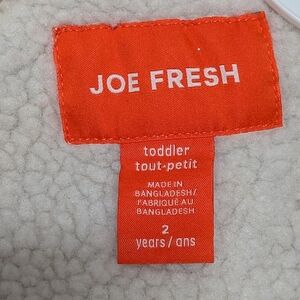 JOE FRESH
toddler
tout-petit
MADE IN
BANGLADESH/
FABRIQUÉ AU
BANGLADESH
2
years/ans